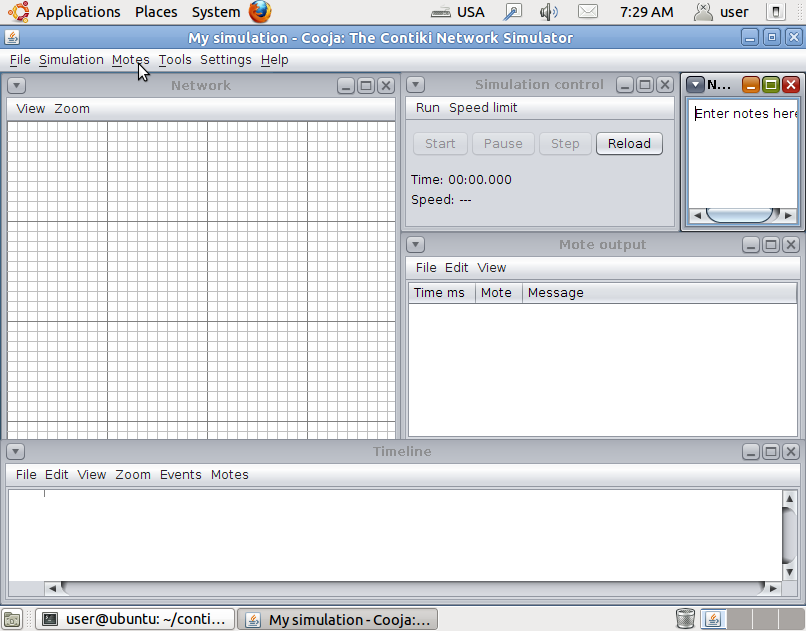 Applications Places System USA 7:29 AM user
My simulation - Cooja: The Contiki Network Simulator
File Simulation Motes Tools Settings Help
Network
View Zoom
Simulation control
Run Speed limit
Start Pause Step Reload
Time: 00:00.000
Speed: ---
N...
Enter notes here
Mote output
File Edit View
Time ms Mote Message
Timeline
File Edit View Zoom Events Motes
user@ubuntu: ~/conti... My simulation - Cooja:...